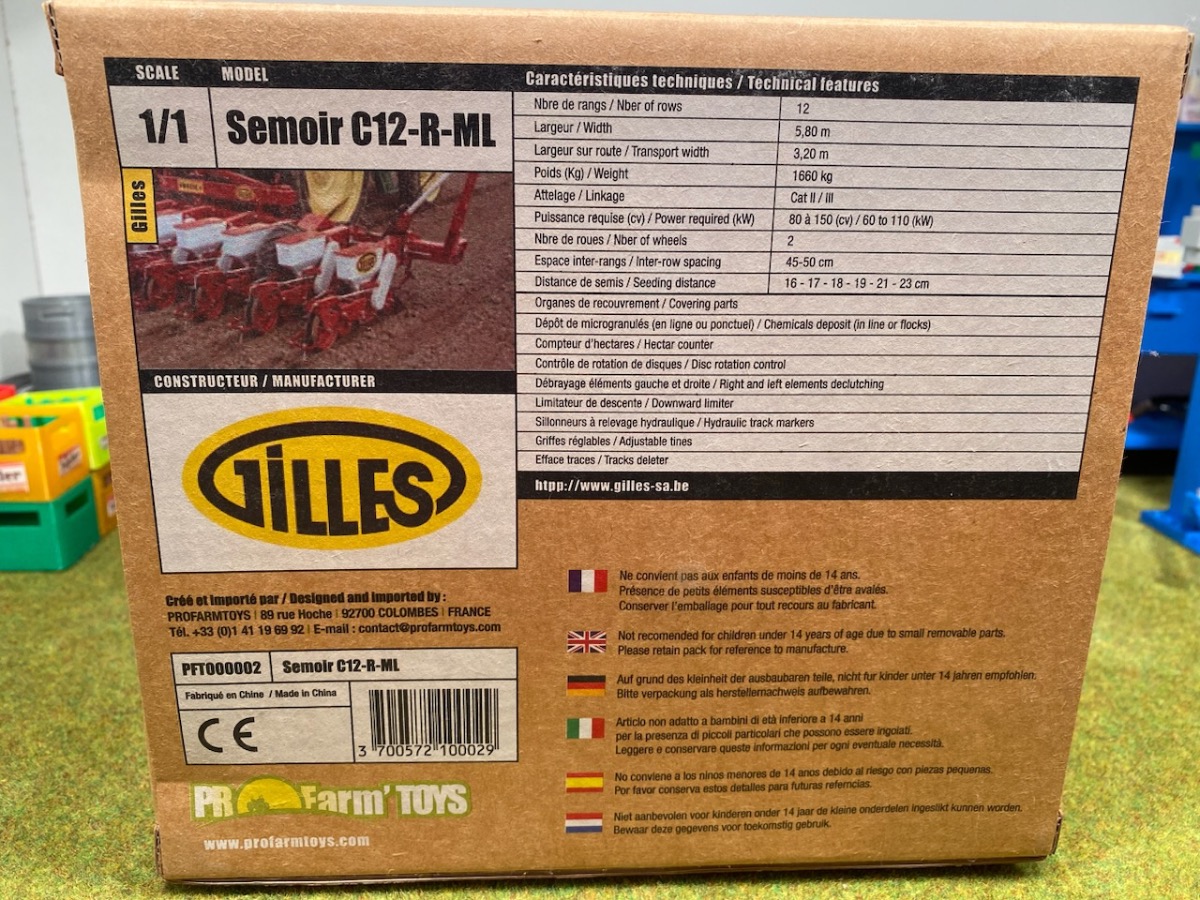 SCALE MODEL
1/1 Semoir C12-R-ML
Gilles
CONSTRUCTEUR / MANUFACTURER
GILLES
Caractéristiques techniques / Technical features
Nbre de rangs / Nber of rows 12
Largeur / Width 5,80 m
Largeur sur route / Transport width 3,20 m
Poids (Kg) / Weight 1660 kg
Attelage / Linkage Cat II / III
Puissance requise (cv) / Power required (kW) 80 à 150 (cv) / 60 to 110 (kW)
Nbre de roues / Nber of wheels 2
Espace inter-rangs / Inter-row spacing 45-50 cm
Distance de semis / Seeding distance 16 - 17 - 18 - 19 - 21 - 23 cm
Organes de recouvrement / Covering parts
Dépôt de microgranulés (en ligne ou ponctuel) / Chemicals deposit (in line or flocks)
Compteur d'hectares / Hectar counter
Contrôle de rotation de disques / Disc rotation control
Débrayage éléments gauche et droite / Right and left elements declutching
Limitateur de descente / Downward limiter
Sillonneurs à relevage hydraulique / Hydraulic track markers
Griffes réglables / Adjustable tines
Efface traces / Tracks deleter
htpp://www.gilles-sa.be
Créé et importé par / Designed and imported by :
PROFARMTOYS | 89 rue Hoche | 92700 COLOMBES | FRANCE
Tél. +33 (0)1 41 19 69 92 | E-mail : contact@profarmtoys.com
PFT000002 Semoir C12-R-ML
Fabriqué en Chine / Made in China
CE
3 700572 100029
PRO Farm' TOYS
www.profarmtoys.com
Ne convient pas aux enfants de moins de 14 ans.
Présence de petits éléments susceptibles d'être avalés.
Conserver l'emballage pour tout recours au fabricant.
Not recomended for children under 14 years of age due to small removable parts.
Please retain pack for reference to manufacture.
Auf grund des kleinheit der ausbaubaren teile, nicht fur kinder unter 14 jahren empfohlen.
Bitte verpackung als herstellernachweis aufbewahren.
Articlo non adatto a bambini di età inferiore a 14 anni
per la presenza di piccoli particolari che possono essere ingoiati.
Leggere e conservare queste informazioni per ogni eventuale necessità.
No conviene a los ninos menores de 14 anos debido al riesgo con piezas pequenas.
Por favor conserva estos detalles para futuras referncias.
Niet aanbevolen voor kinderen onder 14 jaar de kleine onderdelen ingeslikt kunnen worden.
Bewaar deze gegevens voor toekomstig gebruik.